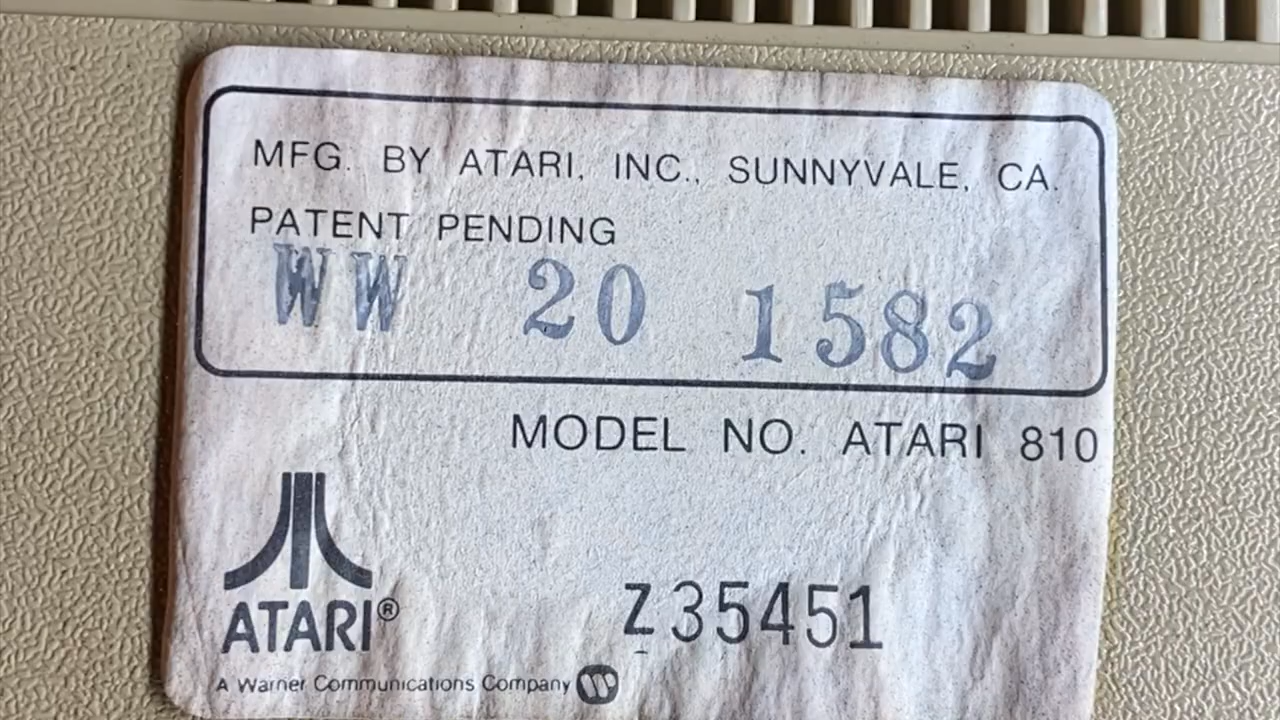 MFG. BY ATARI, INC., SUNNYVALE, CA.
PATENT PENDING
WW 20 1582
MODEL NO. ATARI 810
ATARI®
Z35451
A Warner Communications Company